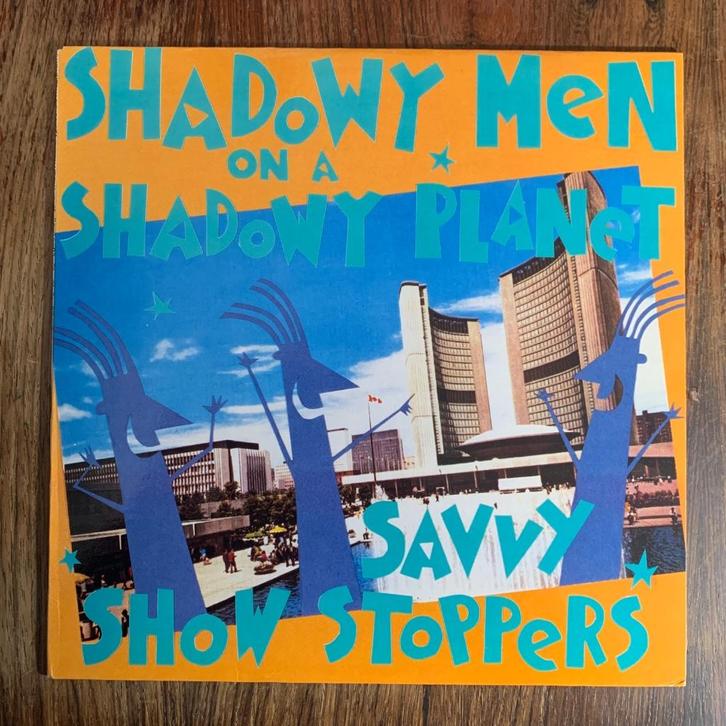 SHADoWY MeN
ON A
SHADoWY PLANeT
SAVVY
SHoW SToPPeRS